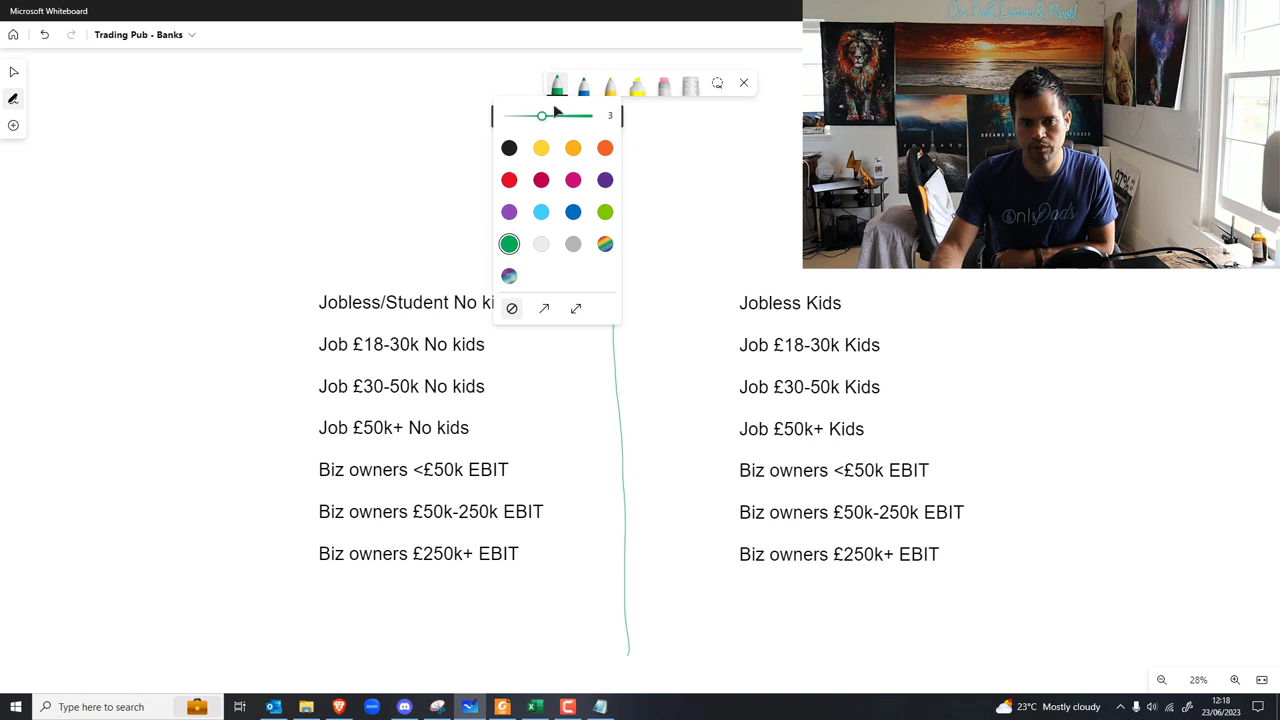 Microsoft Whiteboard
Trading Pub - Banks
3
Jobless/Student No ki
Job £18-30k No kids
Job £30-50k No kids
Job £50k+ No kids
Biz owners <£50k EBIT
Biz owners £50k-250k EBIT
Biz owners £250k+ EBIT
Jobless Kids
Job £18-30k Kids
Job £30-50k Kids
Job £50k+ Kids
Biz owners <£50k EBIT
Biz owners £50k-250k EBIT
Biz owners £250k+ EBIT
FORWARD
OnlyDads
97%
28%
Type here to search
23°C Mostly cloudy
12:18
23/06/2023